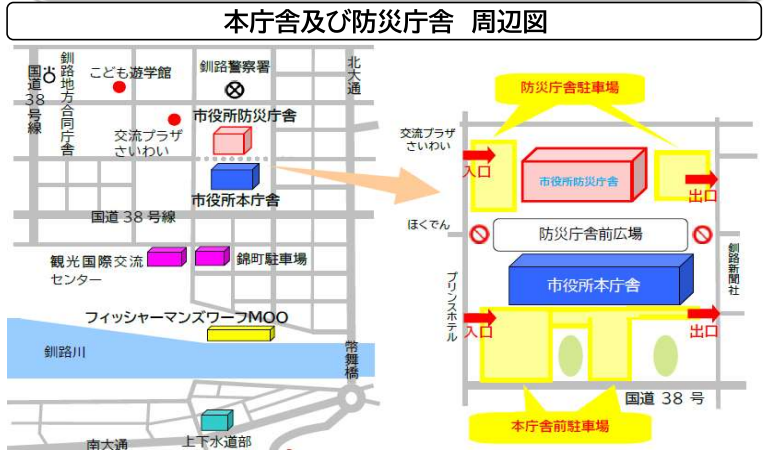 本庁舎及び防災庁舎 周辺図
国道38号線
釧路地方合同庁舎
こども遊学館
釧路警察署
北大通
市役所防災庁舎
交流プラザ
さいわい
市役所本庁舎
国道 38 号線
観光国際交流
センター
錦町駐車場
フィッシャーマンズワーフMOO
釧路川
幣舞橋
南大通
上下水道部
防災庁舎駐車場
交流プラザ
さいわい
入口
市役所防災庁舎
出口
ほくでん
防災庁舎前広場
釧路新聞社
プリンスホテル
市役所本庁舎
入口
出口
国道 38 号
本庁舎前駐車場